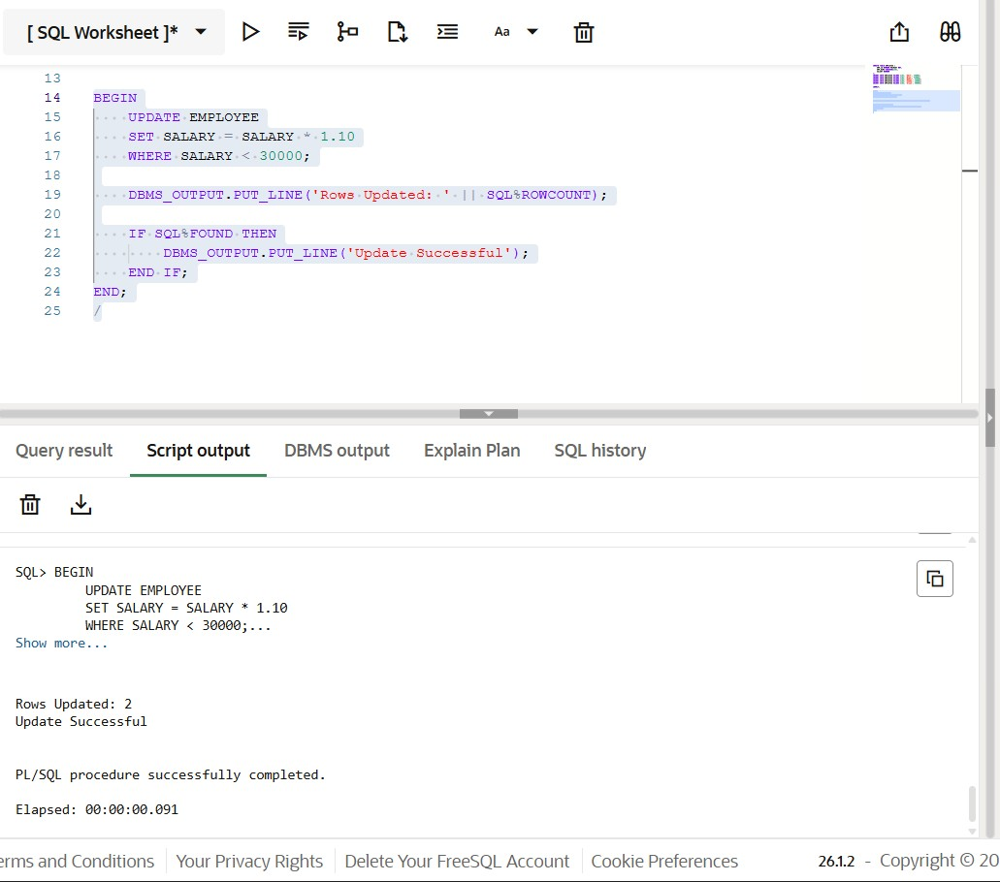 [ SQL Worksheet ]*
Aa
13
14 BEGIN
15 UPDATE EMPLOYEE
16 SET SALARY = SALARY * 1.10
17 WHERE SALARY < 30000;
18
19 DBMS_OUTPUT.PUT_LINE('Rows Updated: ' || SQL%ROWCOUNT);
20
21 IF SQL%FOUND THEN
22 DBMS_OUTPUT.PUT_LINE('Update Successful');
23 END IF;
24 END;
25 /
Query result Script output DBMS output Explain Plan SQL history
SQL> BEGIN
UPDATE EMPLOYEE
SET SALARY = SALARY * 1.10
WHERE SALARY < 30000;...
Show more...
Rows Updated: 2
Update Successful
PL/SQL procedure successfully completed.
Elapsed: 00:00:00.091
erms and Conditions Your Privacy Rights Delete Your FreeSQL Account Cookie Preferences 26.1.2 - Copyright © 20